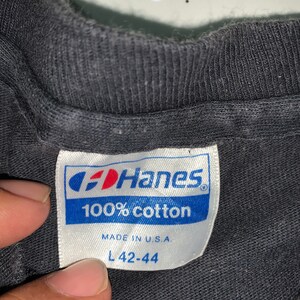 Hanes®
100% cotton
MADE IN U.S.A.
L 42-44